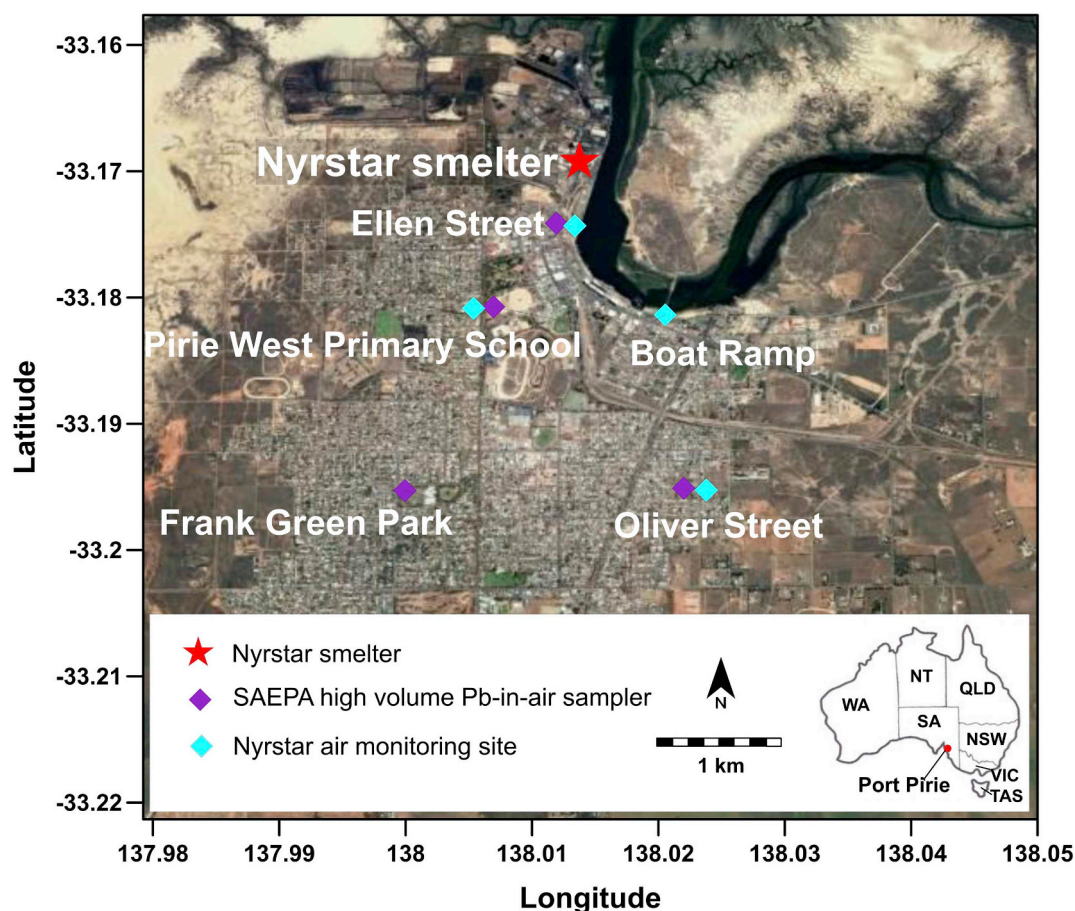 -33.16
-33.17
-33.18
-33.19
-33.2
-33.21
-33.22
Latitude
Nyrstar smelter
Ellen Street
Pirie West Primary School
Boat Ramp
Frank Green Park
Oliver Street
Nyrstar smelter
SAEPA high volume Pb-in-air sampler
Nyrstar air monitoring site
N
1 km
WA
NT
QLD
SA
NSW
VIC
TAS
Port Pirie
137.98
137.99
138
138.01
138.02
138.03
138.04
138.05
Longitude